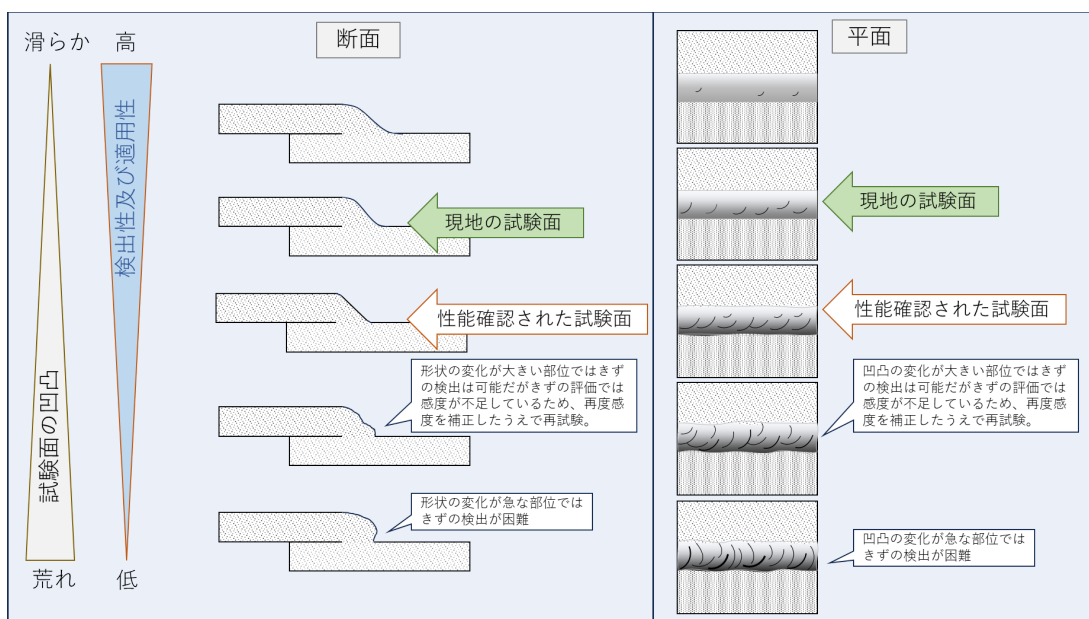 滑らか
高
検出性及び適用性
試験面の凹凸
荒れ
低
断面
現地の試験面
性能確認された試験面
形状の変化が大きい部位ではきず
の検出は可能だがきずの評価では
感度が不足しているため、再度感
度を補正したうえで再試験。
形状の変化が急な部位では
きずの検出が困難
平面
現地の試験面
性能確認された試験面
凹凸の変化が大きい部位ではきず
の検出は可能だがきずの評価では
感度が不足しているため、再度感
度を補正したうえで再試験。
凹凸の変化が急な部位では
きずの検出が困難